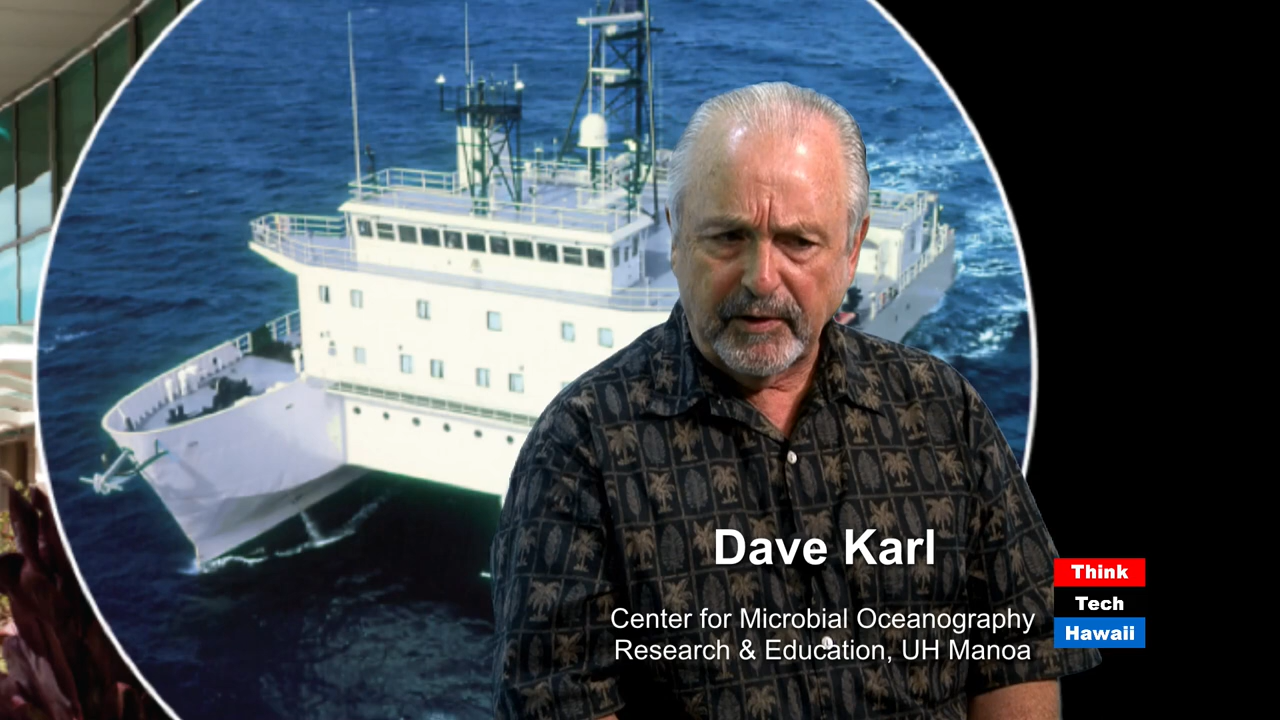 Dave Karl
Center for Microbial Oceanography
Research & Education, UH Manoa
Think
Tech
Hawaii